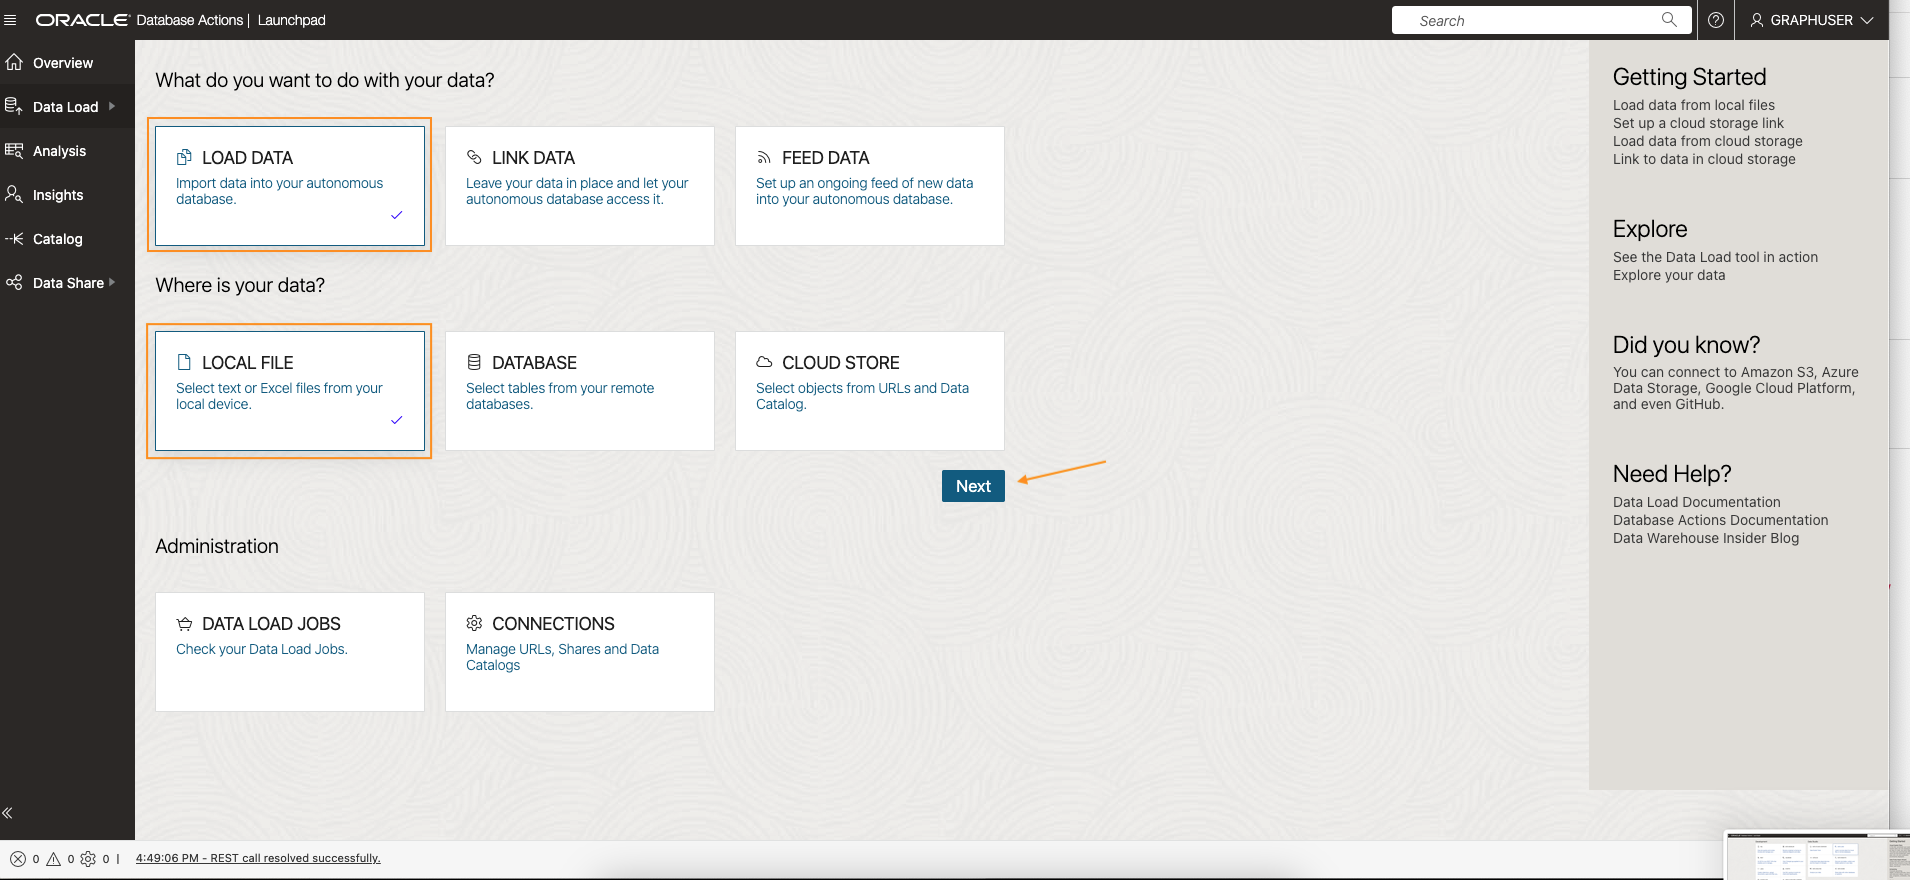 ORACLE Database Actions | Launchpad
Search
GRAPHUSER
Overview
Data Load
Analysis
Insights
Catalog
Data Share
What do you want to do with your data?
LOAD DATA
Import data into your autonomous
database.
LINK DATA
Leave your data in place and let your
autonomous database access it.
FEED DATA
Set up an ongoing feed of new data
into your autonomous database.
Where is your data?
LOCAL FILE
Select text or Excel files from your
local device.
DATABASE
Select tables from your remote
databases.
CLOUD STORE
Select objects from URLs and Data
Catalog.
Next
Administration
DATA LOAD JOBS
Check your Data Load Jobs.
CONNECTIONS
Manage URLs, Shares and Data
Catalogs
Getting Started
Load data from local files
Set up a cloud storage link
Load data from cloud storage
Link to data in cloud storage
Explore
See the Data Load tool in action
Explore your data
Did you know?
You can connect to Amazon S3, Azure
Data Storage, Google Cloud Platform,
and even GitHub.
Need Help?
Data Load Documentation
Database Actions Documentation
Data Warehouse Insider Blog
0 0 0 | 4:49:06 PM - REST call resolved successfully.